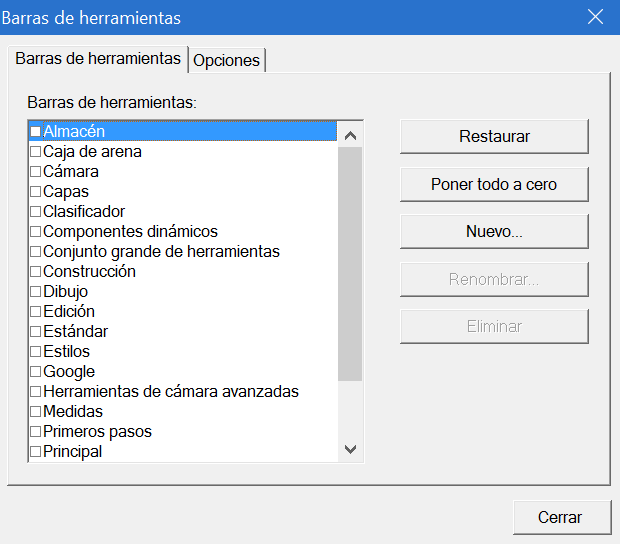 Barras de herramientas
Barras de herramientas
Opciones
Barras de herramientas:
Almacén
Caja de arena
Cámara
Capas
Clasificador
Componentes dinámicos
Conjunto grande de herramientas
Construcción
Dibujo
Edición
Estándar
Estilos
Google
Herramientas de cámara avanzadas
Medidas
Primeros pasos
Principal
Restaurar
Poner todo a cero
Nuevo...
Renombrar...
Eliminar
Cerrar